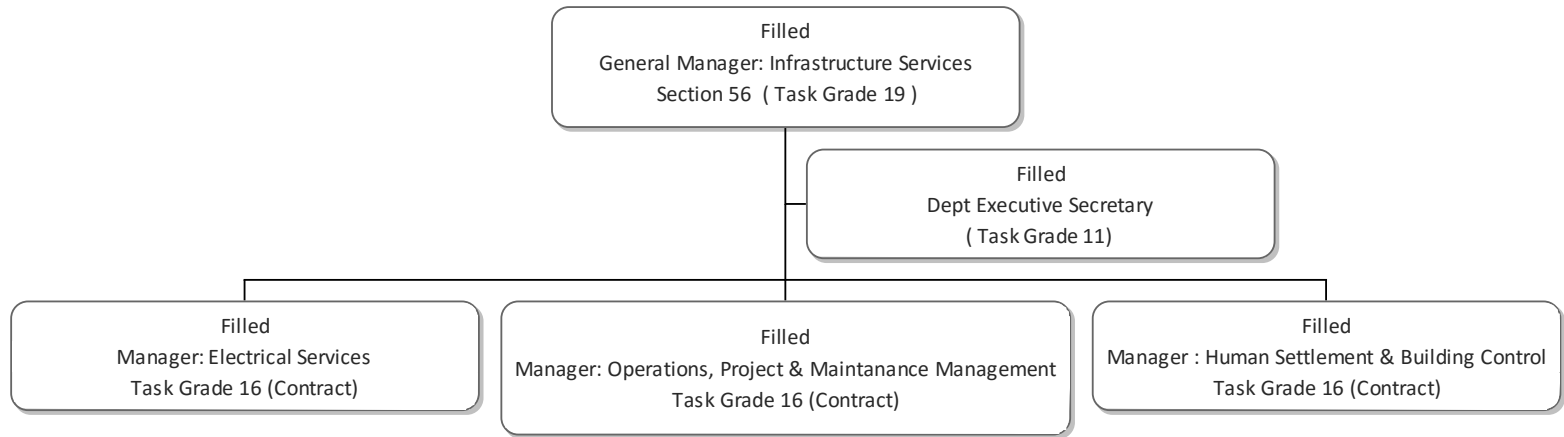 Filled
General Manager: Infrastructure Services
Section 56 ( Task Grade 19 )
Filled
Dept Executive Secretary
( Task Grade 11)
Filled
Manager: Electrical Services
Task Grade 16 (Contract)
Filled
Manager: Operations, Project & Maintanance Management
Task Grade 16 (Contract)
Filled
Manager : Human Settlement & Building Control
Task Grade 16 (Contract)